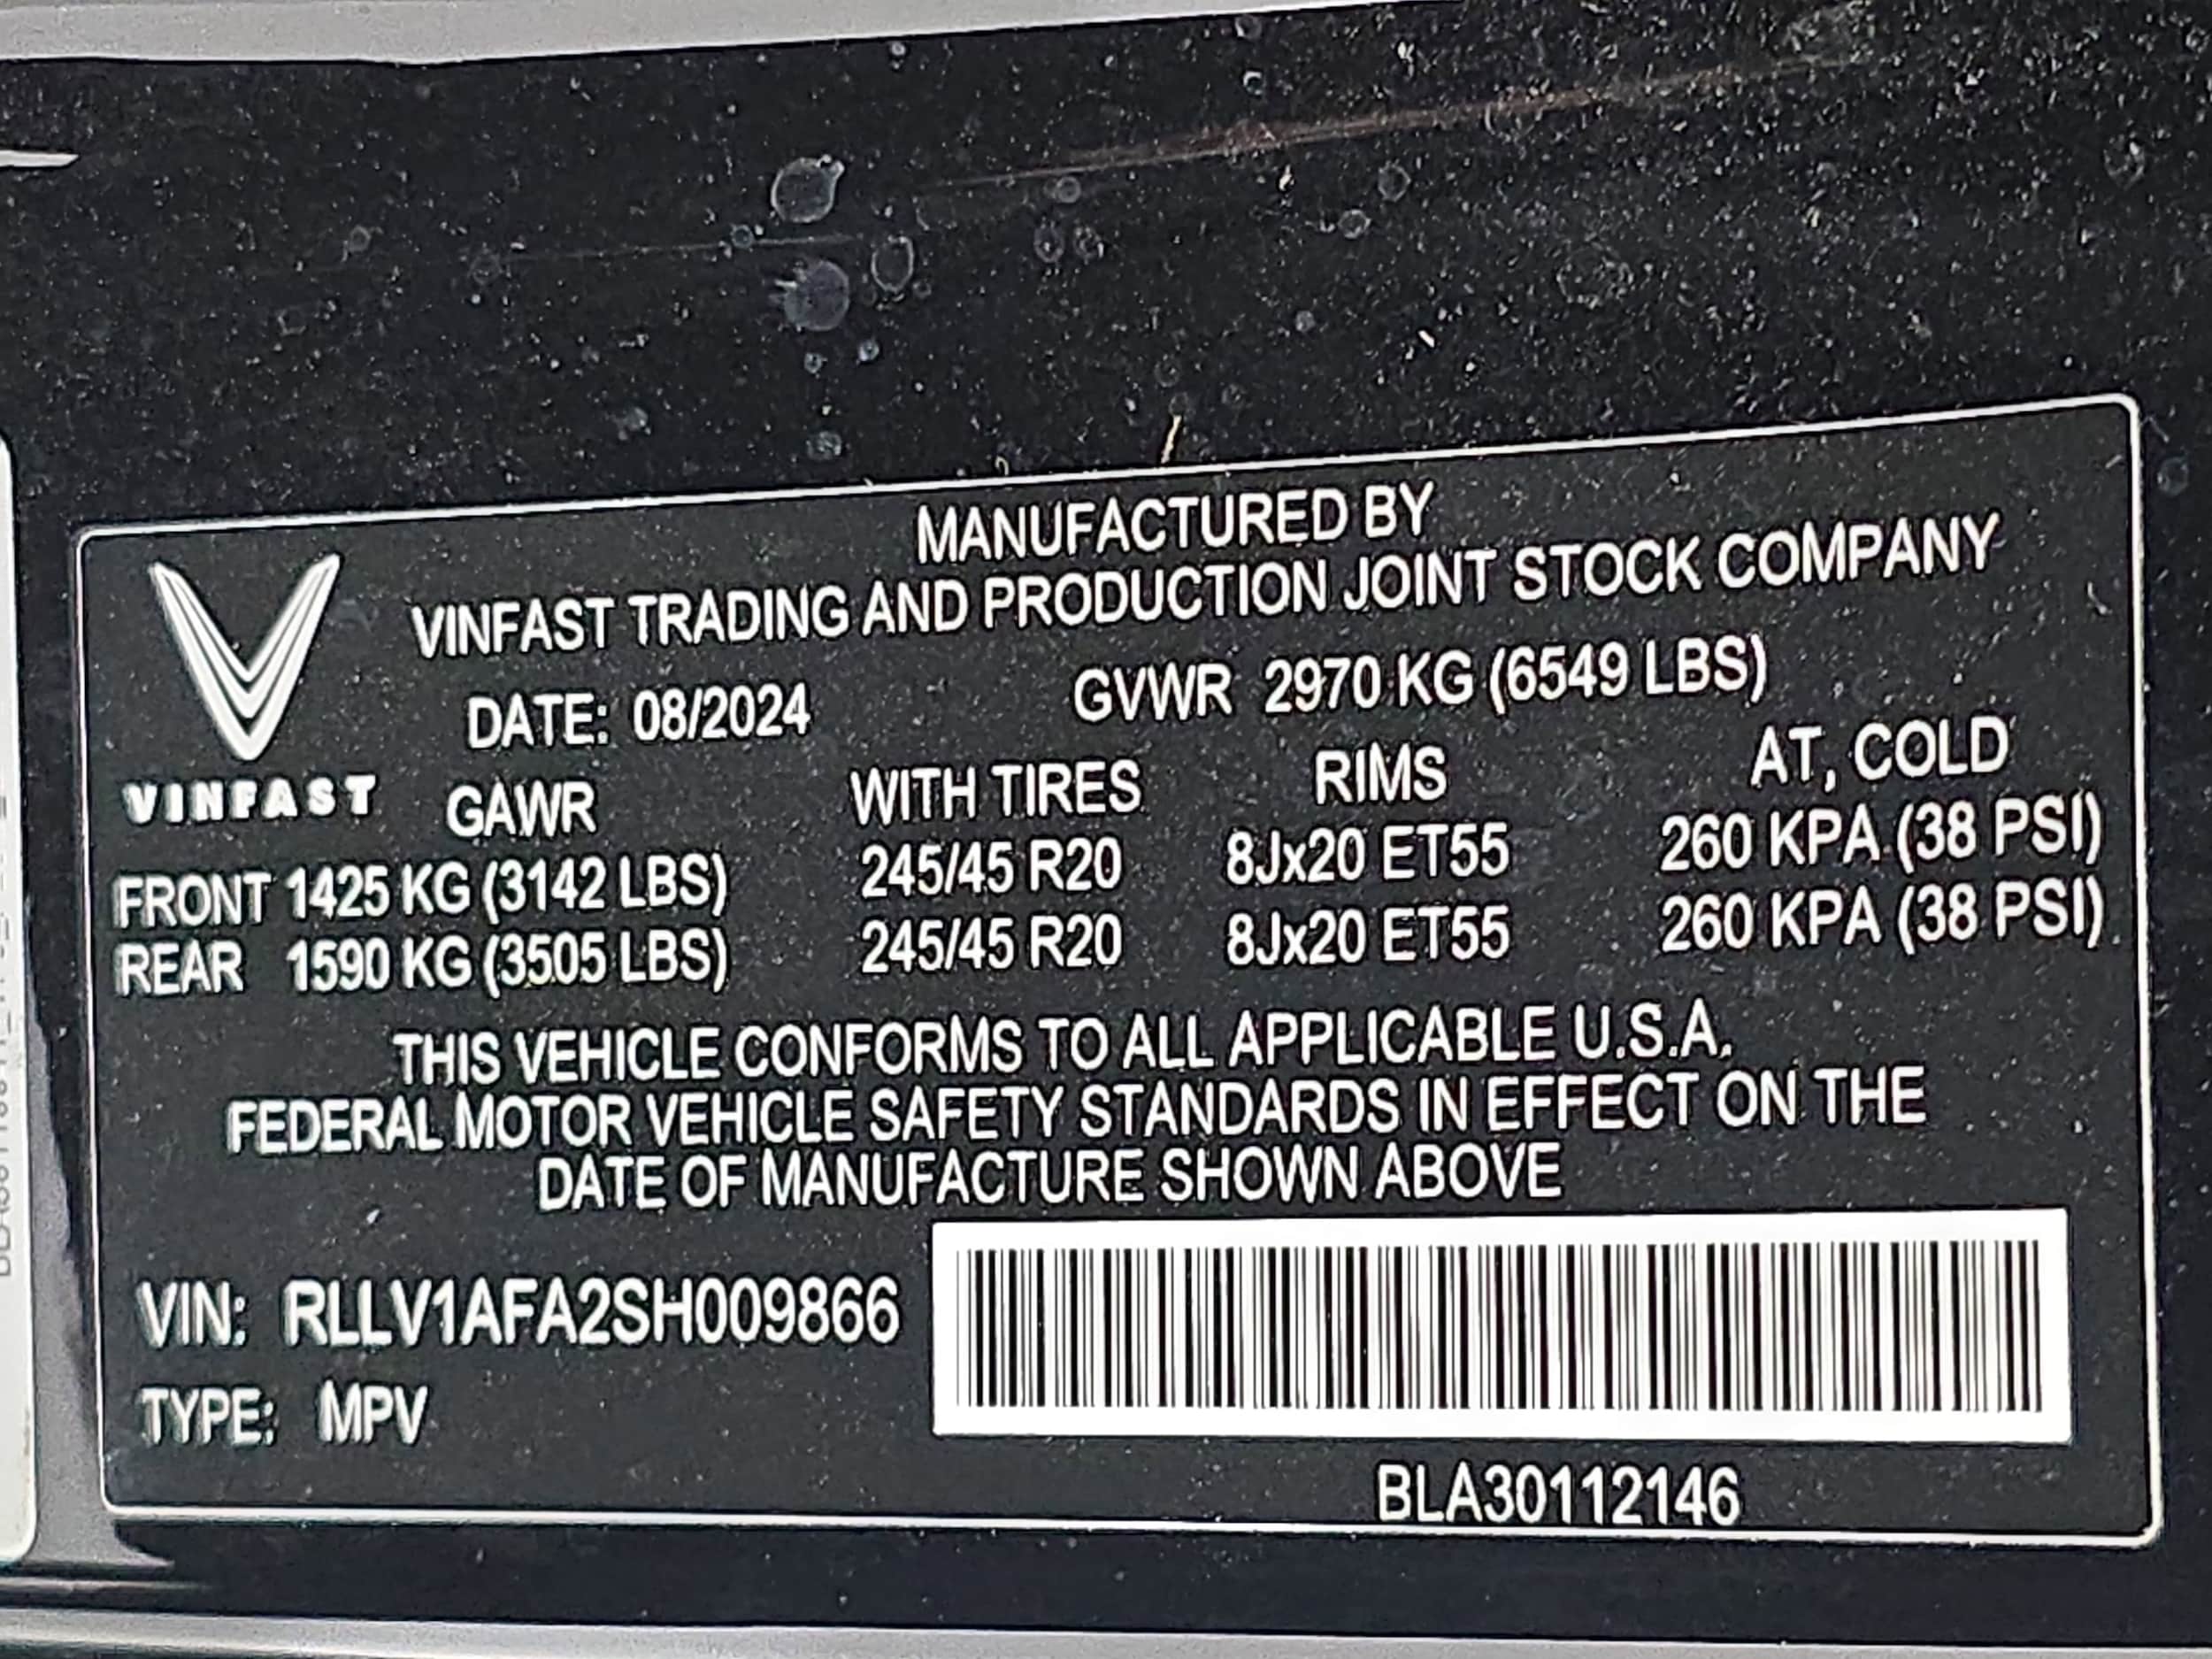 MANUFACTURED BY
VINFAST TRADING AND PRODUCTION JOINT STOCK COMPANY
DATE: 08/2024 GVWR 2970 KG (6549 LBS)
VINFAST GAWR WITH TIRES RIMS AT, COLD
FRONT 1425 KG (3142 LBS) 245/45 R20 8Jx20 ET55 260 KPA (38 PSI)
REAR 1590 KG (3505 LBS) 245/45 R20 8Jx20 ET55 260 KPA (38 PSI)
THIS VEHICLE CONFORMS TO ALL APPLICABLE U.S.A.
FEDERAL MOTOR VEHICLE SAFETY STANDARDS IN EFFECT ON THE
DATE OF MANUFACTURE SHOWN ABOVE
VIN: RLLV1AFA2SH009866
TYPE: MPV
BLA30112146